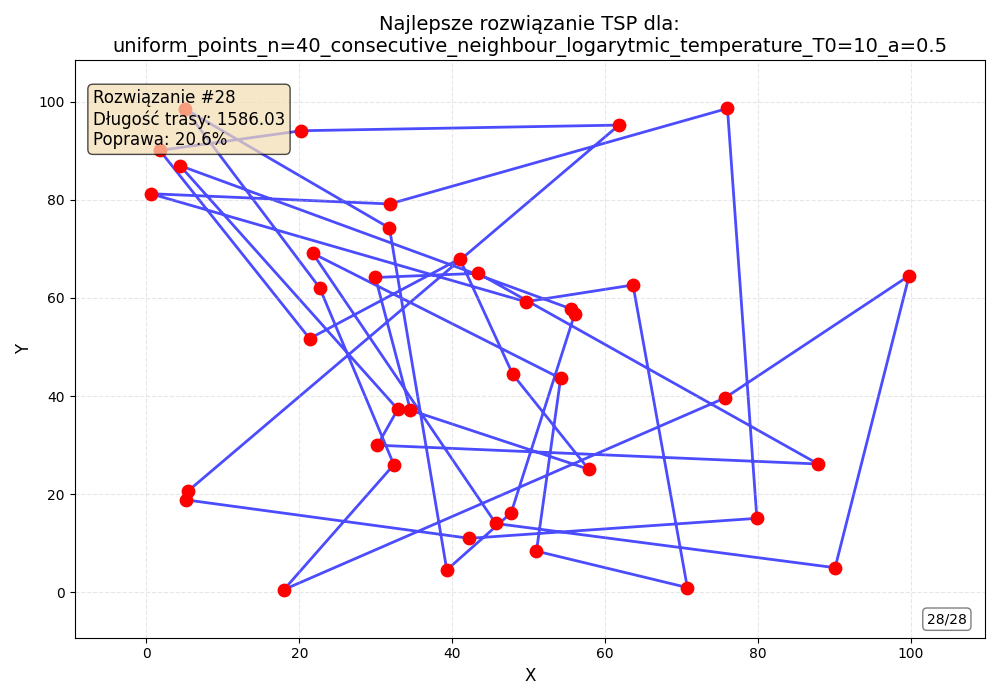 Najlepsze rozwiązanie TSP dla:
uniform_points_n=40_consecutive_neighbour_logarytmic_temperature_T0=10_a=0.5
Rozwiązanie #28
Długość trasy: 1586.03
Poprawa: 20.6%
100
80
60
40
20
0
Y
28/28
0 20 40 60 80 100
X